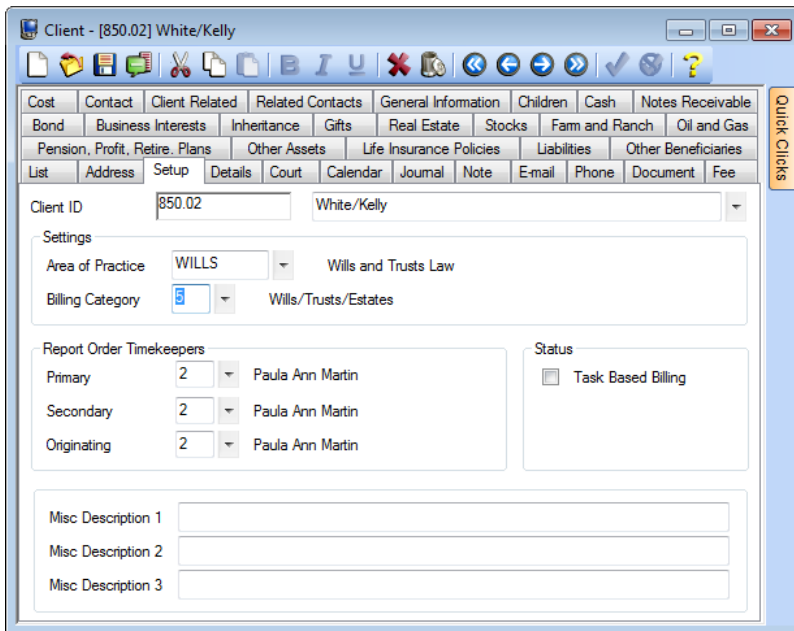 Client - [850.02] White/Kelly
B I U ?
Cost Contact Client Related Related Contacts General Information Children Cash Notes Receivable
Bond Business Interests Inheritance Gifts Real Estate Stocks Farm and Ranch Oil and Gas
Pension, Profit, Retire. Plans Other Assets Life Insurance Policies Liabilities Other Beneficiaries
List Address Setup Details Court Calendar Journal Note E-mail Phone Document Fee
Quick Clicks
Client ID 850.02 White/Kelly
Settings
Area of Practice WILLS Wills and Trusts Law
Billing Category 5 Wills/Trusts/Estates
Report Order Timekeepers
Primary 2 Paula Ann Martin
Secondary 2 Paula Ann Martin
Originating 2 Paula Ann Martin
Status
Task Based Billing
Misc Description 1
Misc Description 2
Misc Description 3